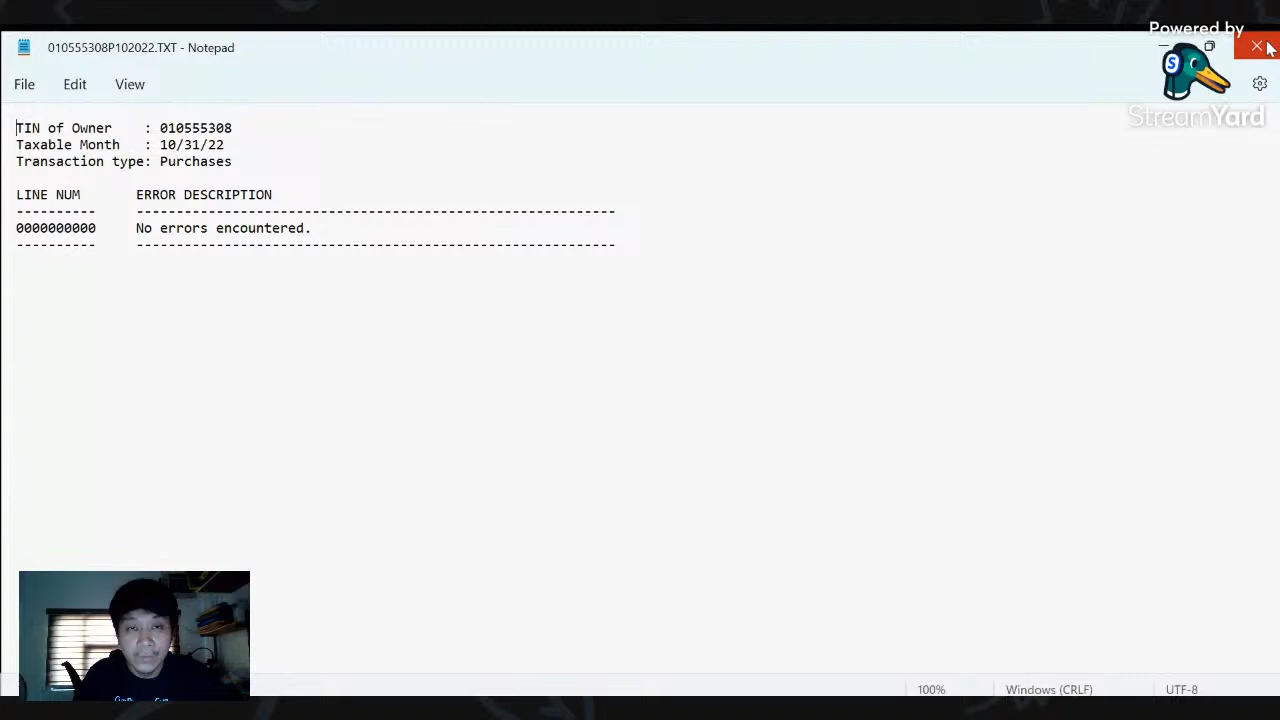 Powered by
010555308P102022.TXT - Notepad
S
File Edit View
StreamYard
TIN of Owner    : 010555308
Taxable Month   : 10/31/22
Transaction type: Purchases
LINE NUM     ERROR DESCRIPTION
----------     ------------------------------------------------------------
0000000000     No errors encountered.
----------     ------------------------------------------------------------
100% Windows (CRLF) UTF-8